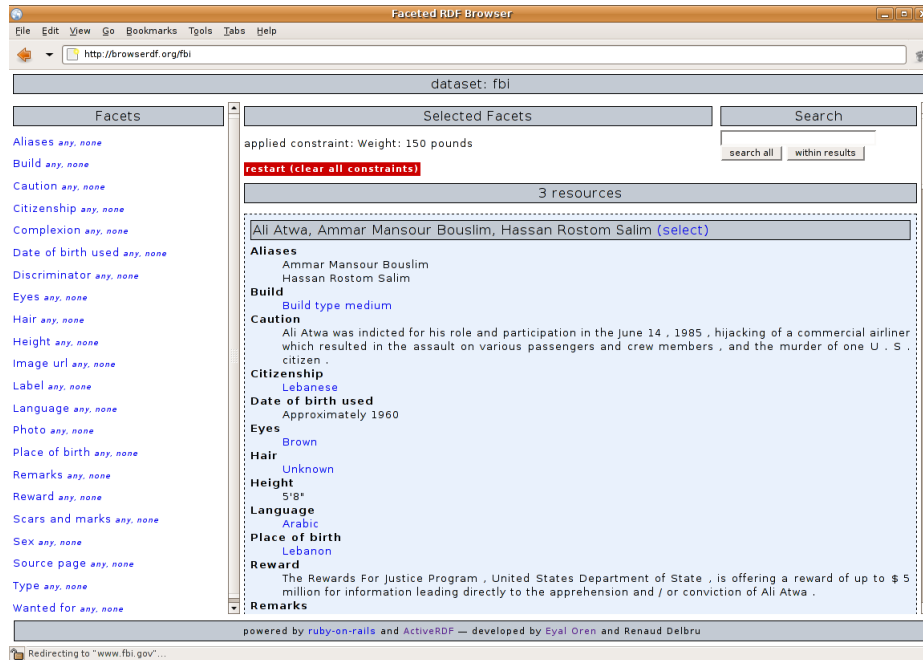 Faceted RDF Browser
File Edit View Go Bookmarks Tools Tabs Help
http://browserdf.org/fbi
dataset: fbi
Facets
Aliases any, none
Build any, none
Caution any, none
Citizenship any, none
Complexion any, none
Date of birth used any, none
Discriminator any, none
Eyes any, none
Hair any, none
Height any, none
Image url any, none
Label any, none
Language any, none
Photo any, none
Place of birth any, none
Remarks any, none
Reward any, none
Scars and marks any, none
Sex any, none
Source page any, none
Type any, none
Wanted for any, none
Selected Facets
applied constraint: Weight: 150 pounds
restart (clear all constraints)
Search
search all within results
3 resources
Ali Atwa, Ammar Mansour Bouslim, Hassan Rostom Salim (select)
Aliases
Ammar Mansour Bouslim
Hassan Rostom Salim
Build
Build type medium
Caution
Ali Atwa was indicted for his role and participation in the June 14 , 1985 , hijacking of a commercial airliner
which resulted in the assault on various passengers and crew members , and the murder of one U . S .
citizen .
Citizenship
Lebanese
Date of birth used
Approximately 1960
Eyes
Brown
Hair
Unknown
Height
5'8"
Language
Arabic
Place of birth
Lebanon
Reward
The Rewards For Justice Program , United States Department of State , is offering a reward of up to $ 5
million for information leading directly to the apprehension and / or conviction of Ali Atwa .
Remarks
powered by ruby-on-rails and ActiveRDF — developed by Eyal Oren and Renaud Delbru
Redirecting to "www.fbi.gov"...